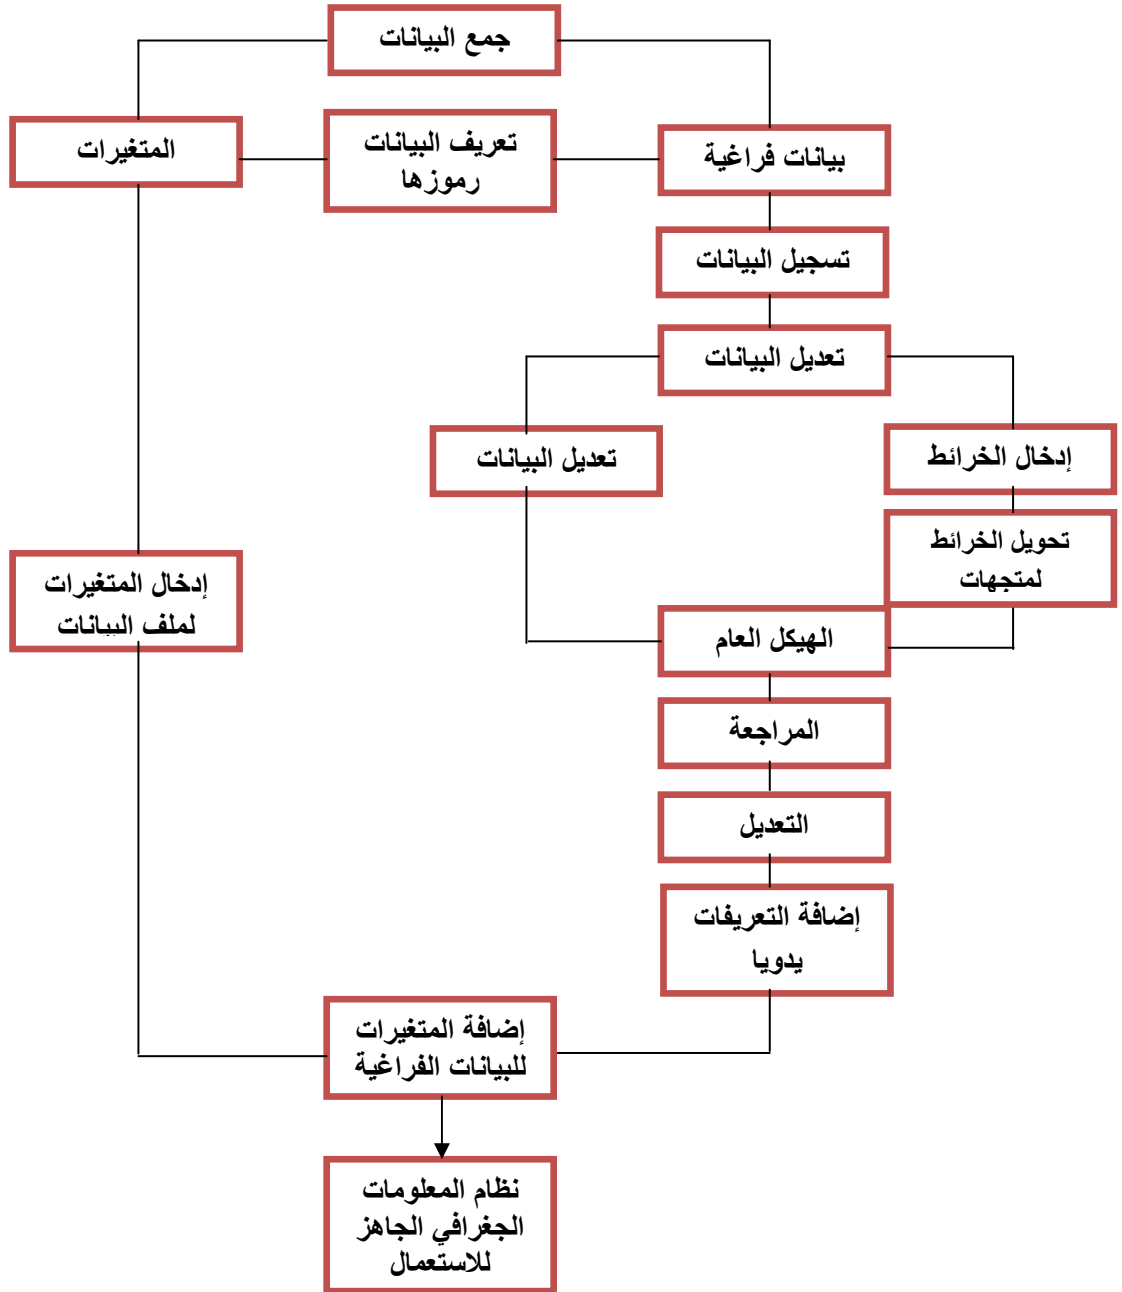 جمع البيانات
المتغيرات
تعريف البيانات
رموزها
بيانات فراغية
تسجيل البيانات
تعديل البيانات
تعديل البيانات
إدخال الخرائط
تحويل الخرائط
لمتجهات
إدخال المتغيرات
لملف البيانات
الهيكل العام
المراجعة
التعديل
إضافة التعريفات
يدويا
إضافة المتغيرات
للبيانات الفراغية
نظام المعلومات
الجغرافي الجاهز
للاستعمال